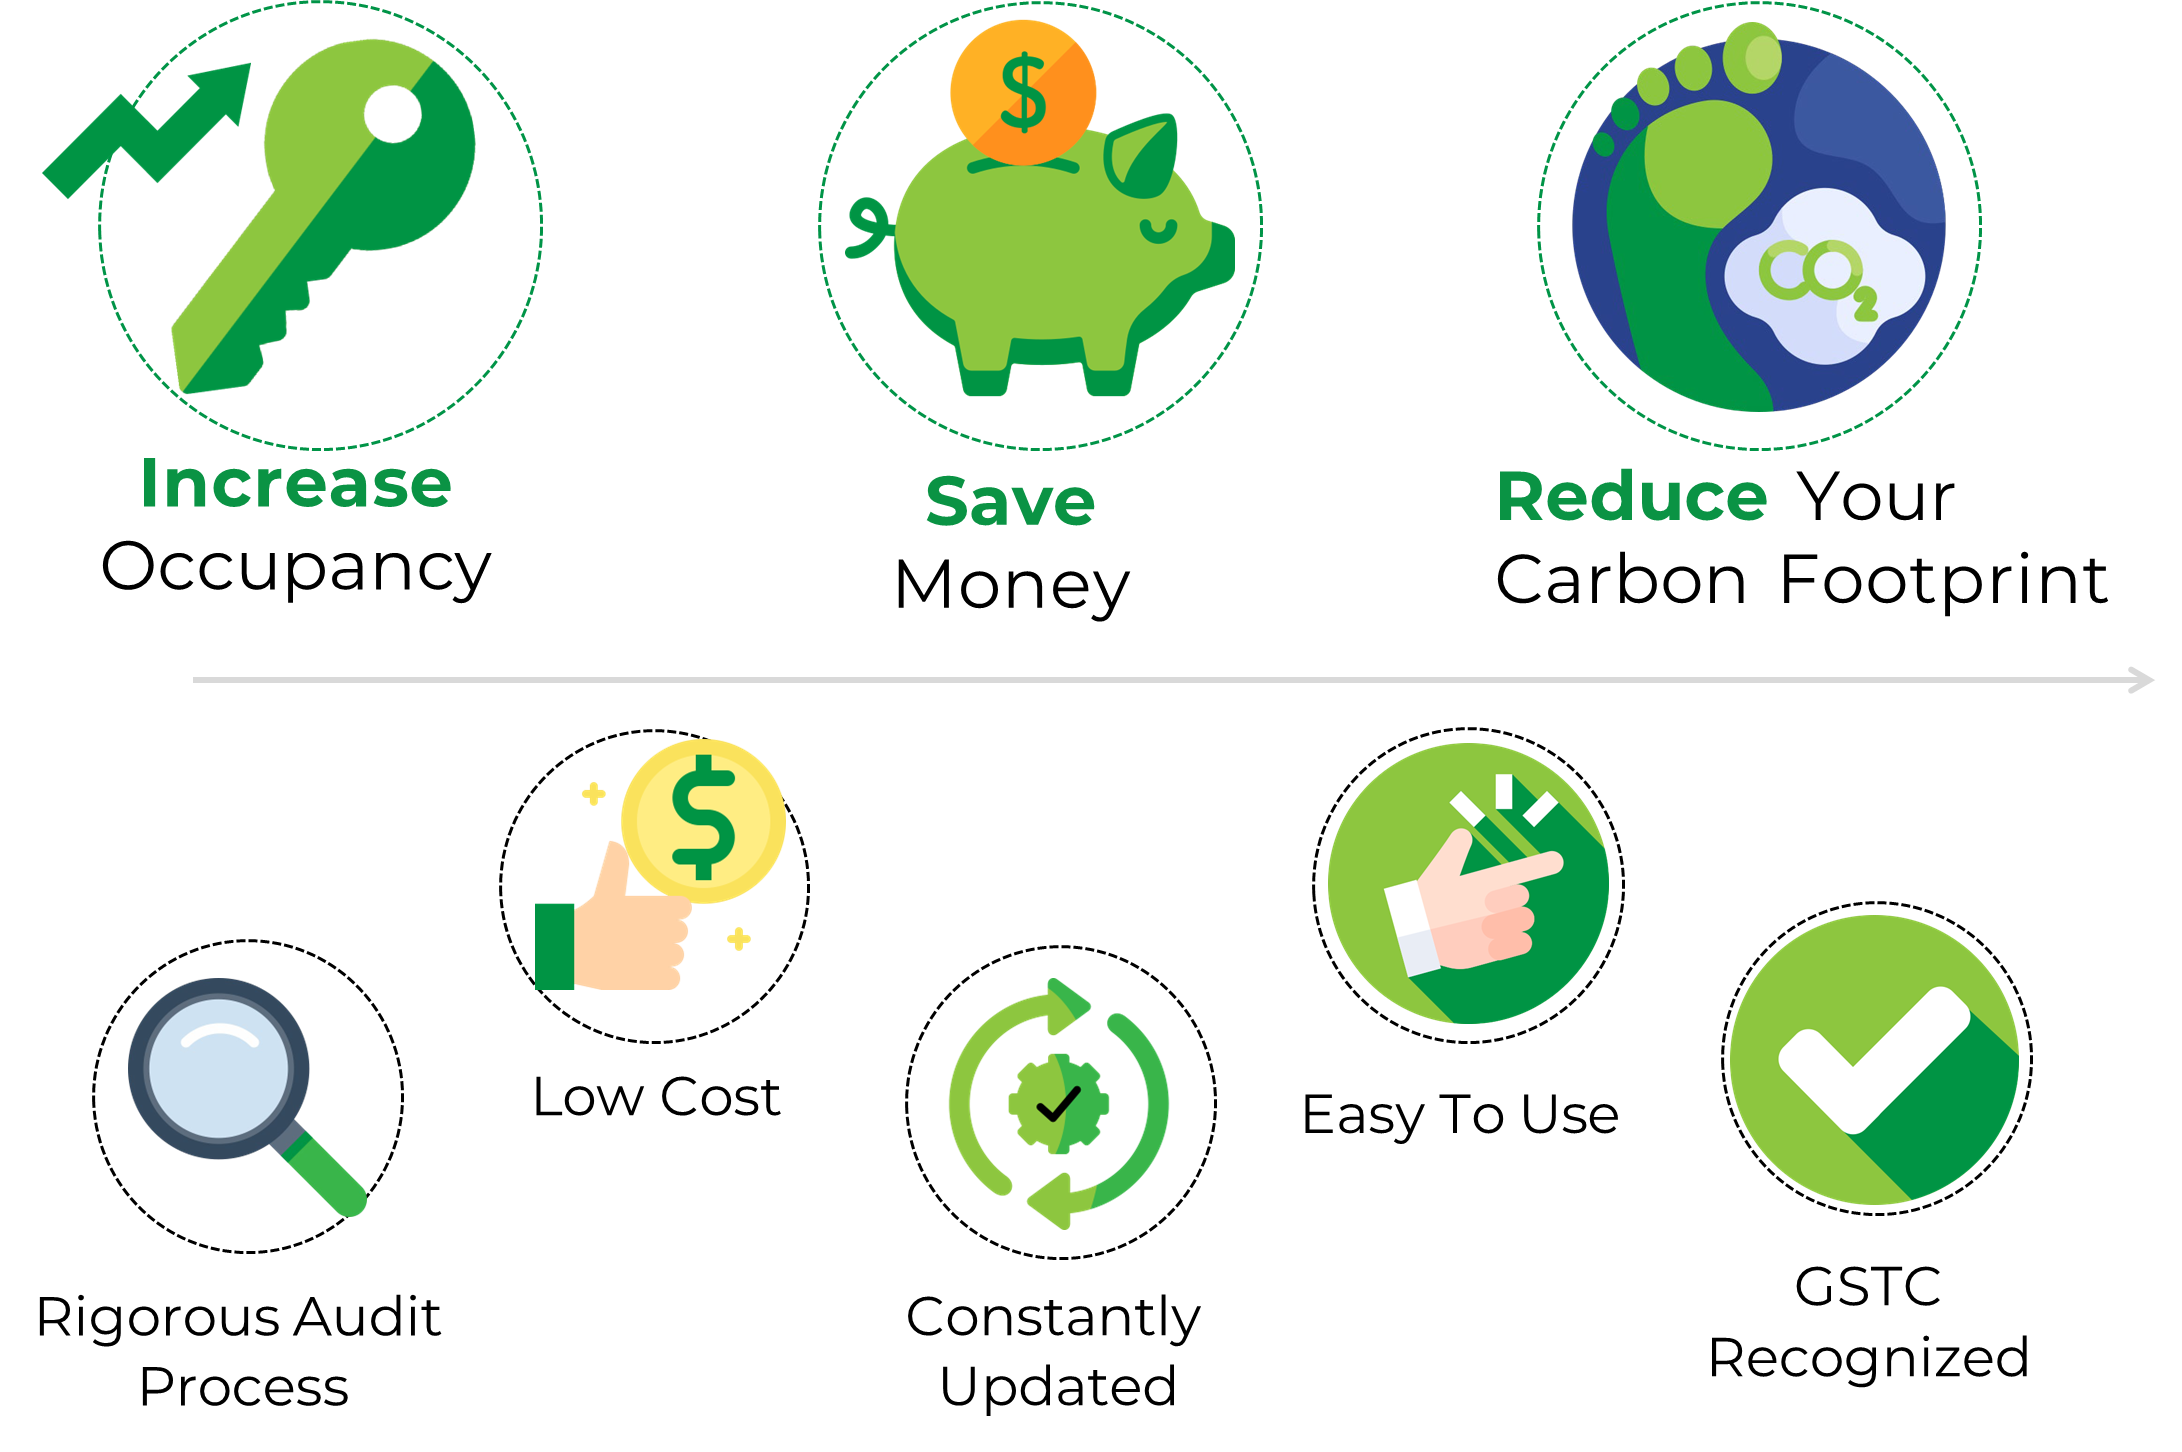 $
CO2
Increase
Occupancy
Save
Money
Reduce Your
Carbon Footprint
$
Low Cost
Easy To Use
Rigorous Audit
Process
Constantly
Updated
GSTC
Recognized